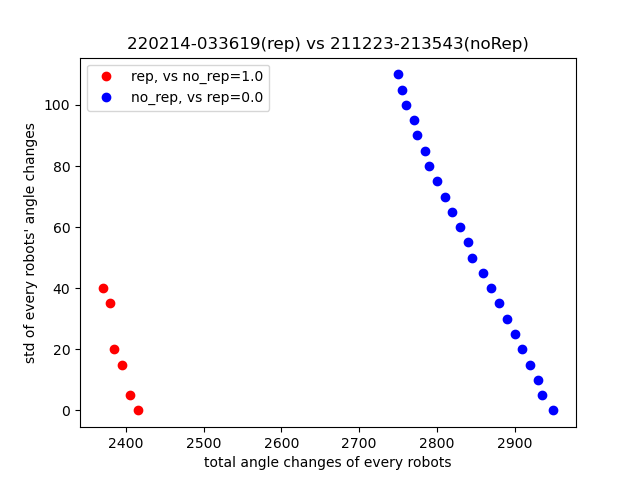 220214-033619(rep) vs 211223-213543(noRep)
rep, vs no_rep=1.0
no_rep, vs rep=0.0
std of every robots' angle changes
100
80
60
40
20
0
2400 2500 2600 2700 2800 2900
total angle changes of every robots